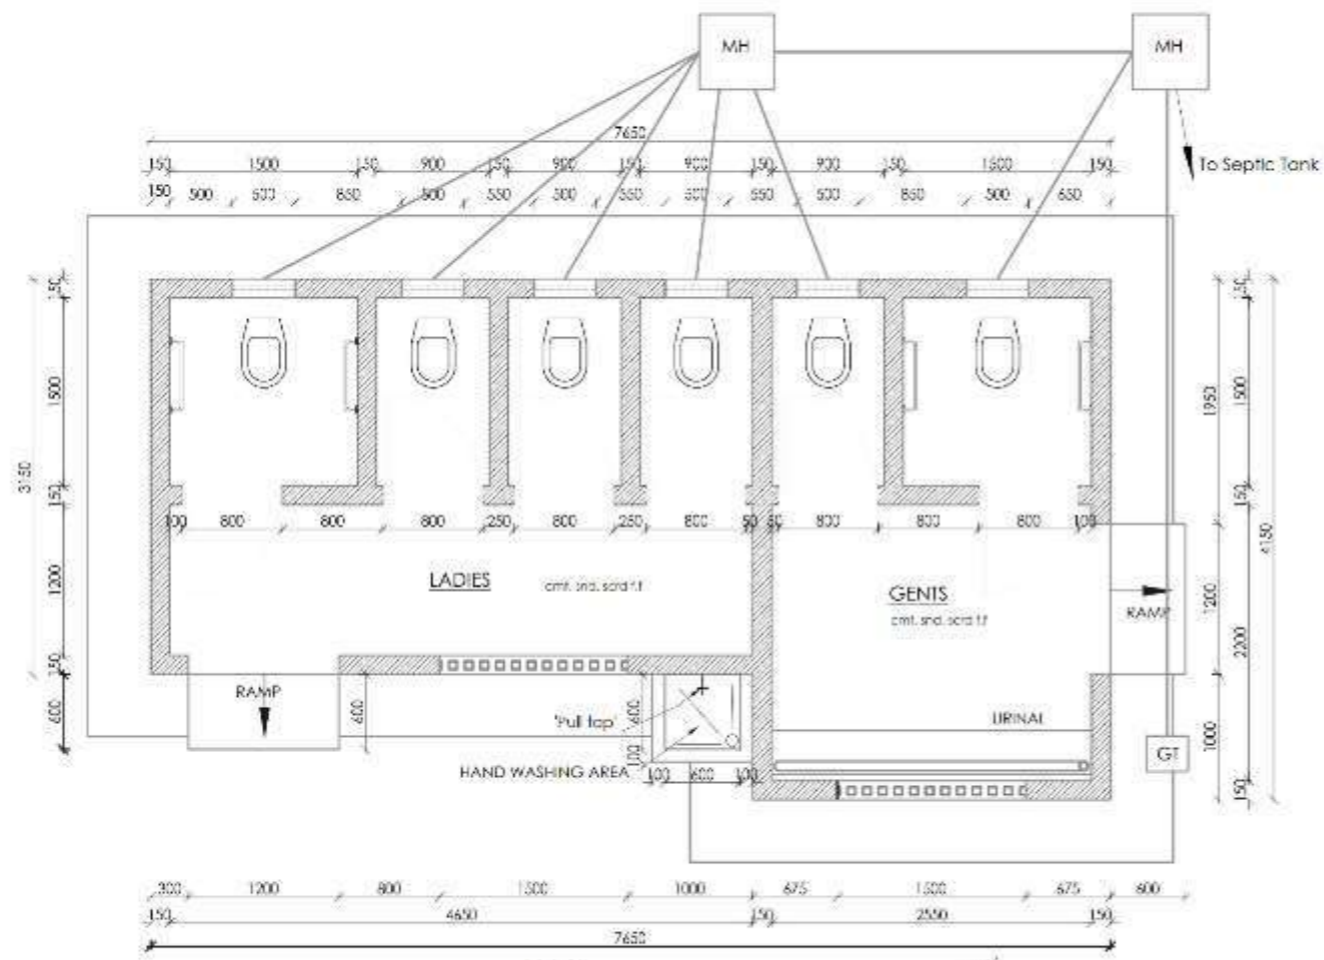 MH MH
7650
150 1500 150 900 150 900 150 900 150 900 150 1500 150
To Septic Tank
150 500 500 850 500 550 500 550 500 550 500 850 500 650
150
150
1500
1500
1950
3150
150
150
100 800 800 800 250 800 250 800 50 50 800 800 800 100
4150
LADIES cmt. snd. scrd f.f
GENTS
cmt. snd. scrd f.f
1200
1200
RAMP
2200
150
RAMP
600
600
600
'Pull tap'
URINAL
1000
GT
HAND WASHING AREA
100
100 600 100
150
300 1200 800 1500 1000 675 1500 675 600
150 4650 150 2550 150
7650